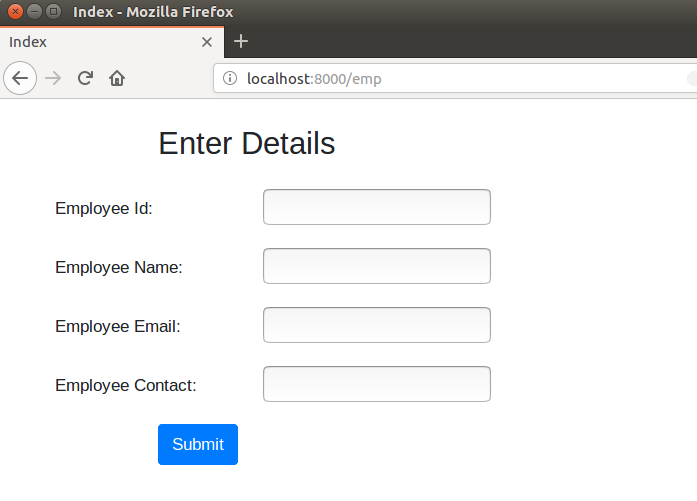 Index - Mozilla Firefox
Index
localhost:8000/emp
Enter Details
Employee Id:
Employee Name:
Employee Email:
Employee Contact:
Submit